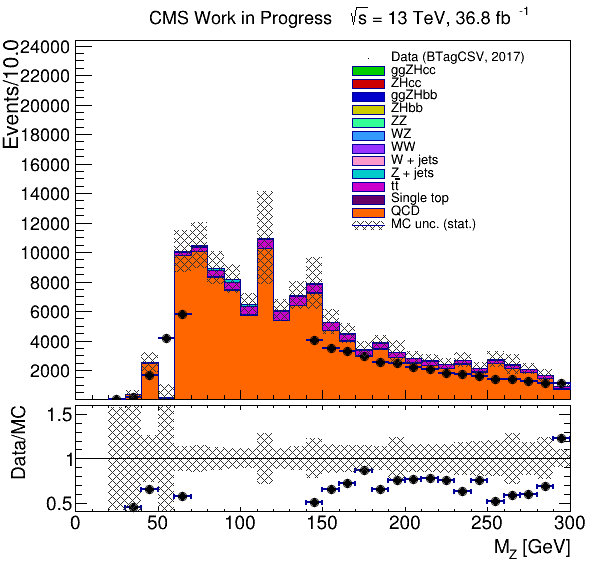 CMS Work in Progress √s = 13 TeV, 36.8 fb⁻¹
Events/10.0
24000
22000
20000
18000
16000
14000
12000
10000
8000
6000
4000
2000
Data (BTagCSV, 2017)
ggZHcc
ZHcc
ggZHbb
ZHbb
ZZ
WZ
WW
W + jets
Z + jets
tt̅
Single top
QCD
MC unc. (stat.)
Data/MC
1.5
1
0.5
0 50 100 150 200 250 300
M_Z [GeV]